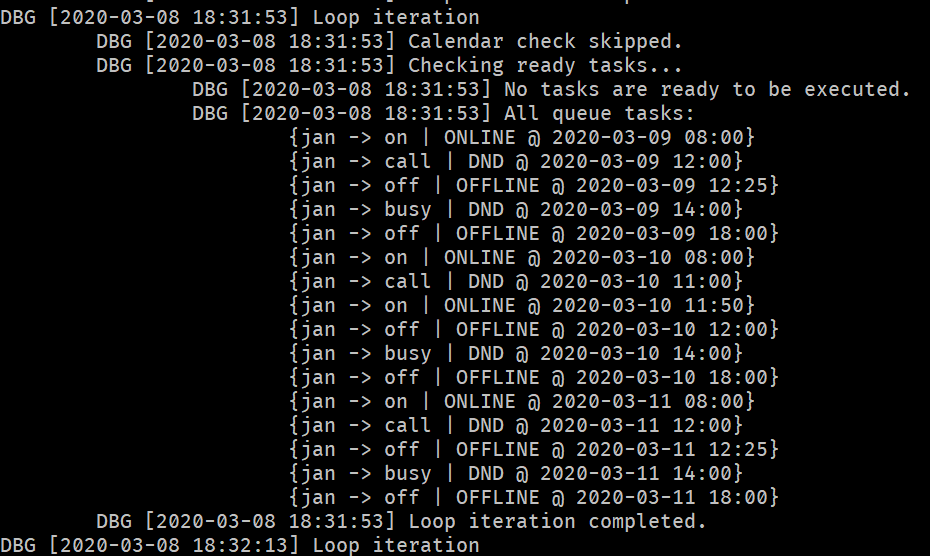 DBG [2020-03-08 18:31:53] Loop iteration
DBG [2020-03-08 18:31:53] Calendar check skipped.
DBG [2020-03-08 18:31:53] Checking ready tasks...
DBG [2020-03-08 18:31:53] No tasks are ready to be executed.
DBG [2020-03-08 18:31:53] All queue tasks:
{jan -> on | ONLINE @ 2020-03-09 08:00}
{jan -> call | DND @ 2020-03-09 12:00}
{jan -> off | OFFLINE @ 2020-03-09 12:25}
{jan -> busy | DND @ 2020-03-09 14:00}
{jan -> off | OFFLINE @ 2020-03-09 18:00}
{jan -> on | ONLINE @ 2020-03-10 08:00}
{jan -> call | DND @ 2020-03-10 11:00}
{jan -> on | ONLINE @ 2020-03-10 11:50}
{jan -> off | OFFLINE @ 2020-03-10 12:00}
{jan -> busy | DND @ 2020-03-10 14:00}
{jan -> off | OFFLINE @ 2020-03-10 18:00}
{jan -> on | ONLINE @ 2020-03-11 08:00}
{jan -> call | DND @ 2020-03-11 12:00}
{jan -> off | OFFLINE @ 2020-03-11 12:25}
{jan -> busy | DND @ 2020-03-11 14:00}
{jan -> off | OFFLINE @ 2020-03-11 18:00}
DBG [2020-03-08 18:31:53] Loop iteration completed.
DBG [2020-03-08 18:32:13] Loop iteration